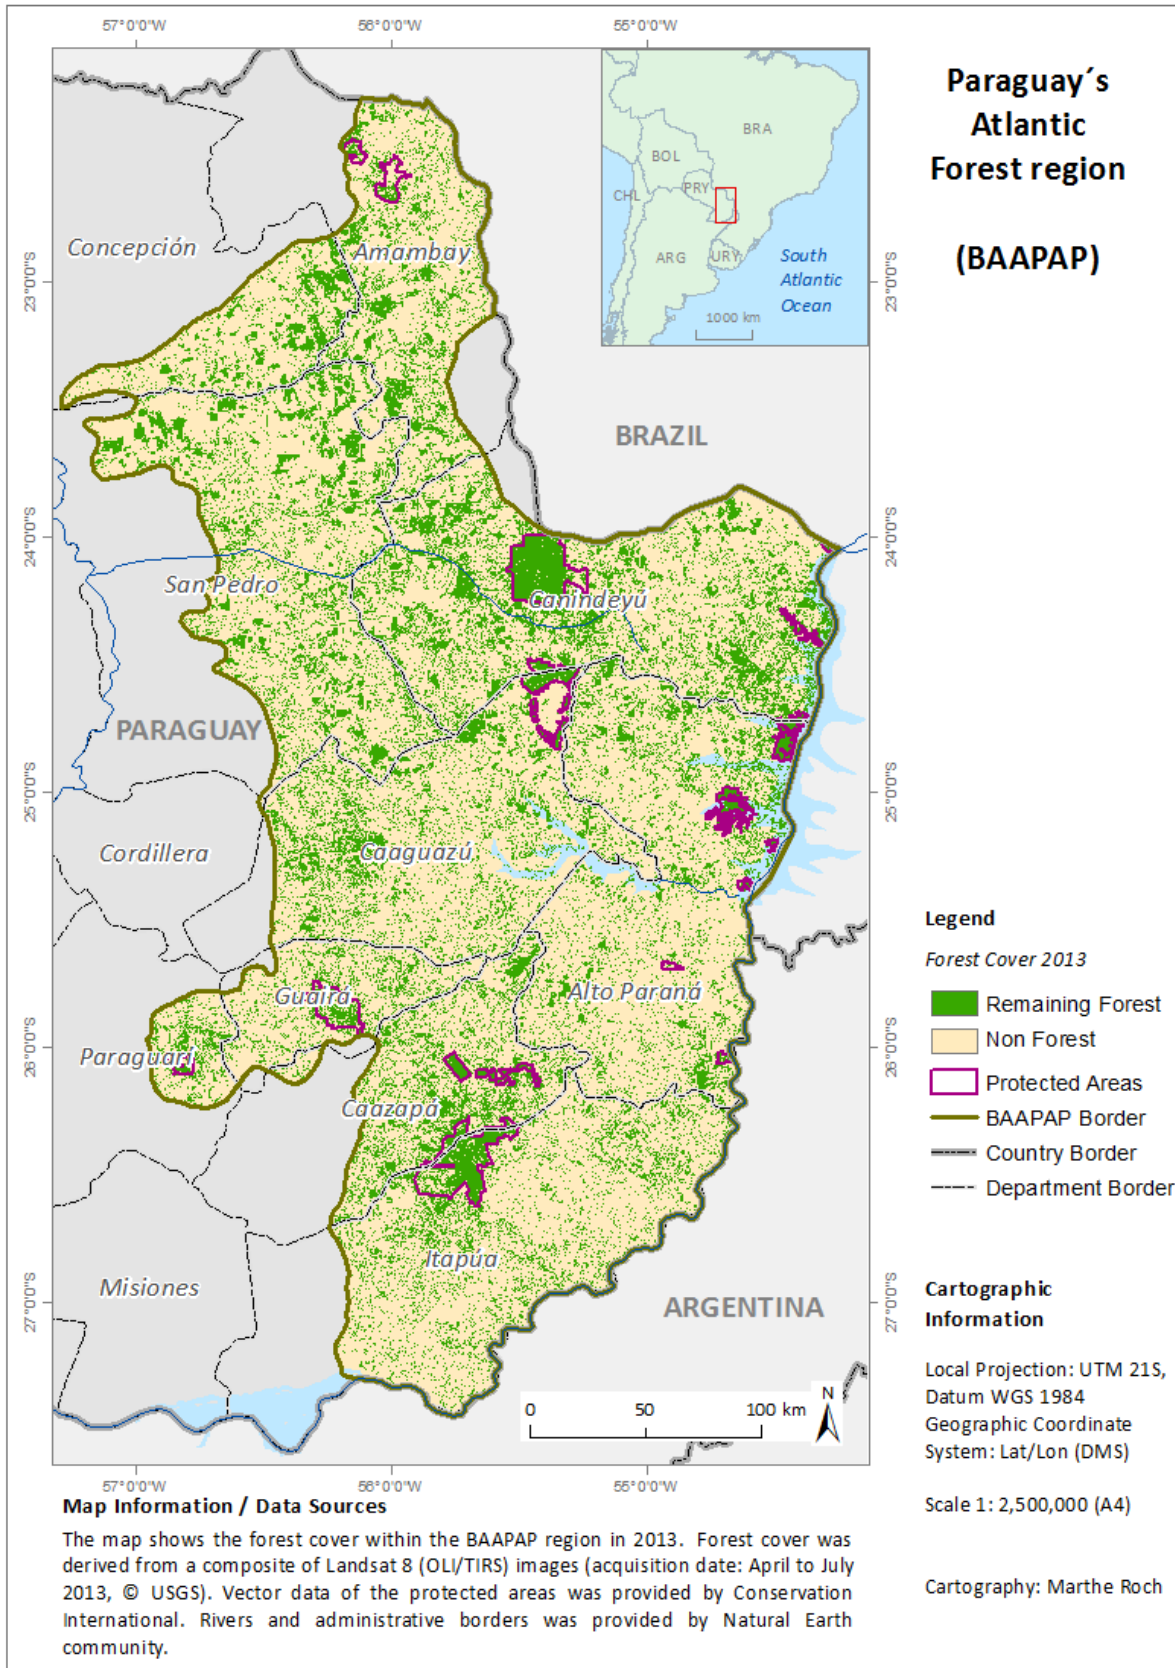 57°0'0"W 56°0'0"W 55°0'0"W
Paraguay´s
Atlantic
Forest region
(BAAPAP)
BRA
BOL
PRY
CHL
ARG
URY
South
Atlantic
Ocean
1000 km
23°0'0"S
23°0'0"S
Concepción
Amambay
BRAZIL
24°0'0"S
24°0'0"S
San Pedro
Canindeyú
PARAGUAY
25°0'0"S
25°0'0"S
Cordillera
Caaguazú
Guairá
Alto Paraná
26°0'0"S
26°0'0"S
Paraguarí
Caazapá
Itapúa
Misiones
ARGENTINA
27°0'0"S
27°0'0"S
0 50 100 km
N
57°0'0"W 56°0'0"W 55°0'0"W
Legend
Forest Cover 2013
Remaining Forest
Non Forest
Protected Areas
BAAPAP Border
Country Border
Department Border
Cartographic
Information
Local Projection: UTM 21S,
Datum WGS 1984
Geographic Coordinate
System: Lat/Lon (DMS)
Scale 1: 2,500,000 (A4)
Cartography: Marthe Roch
Map Information / Data Sources
The map shows the forest cover within the BAAPAP region in 2013. Forest cover was
derived from a composite of Landsat 8 (OLI/TIRS) images (acquisition date: April to July
2013, © USGS). Vector data of the protected areas was provided by Conservation
International. Rivers and administrative borders was provided by Natural Earth
community.